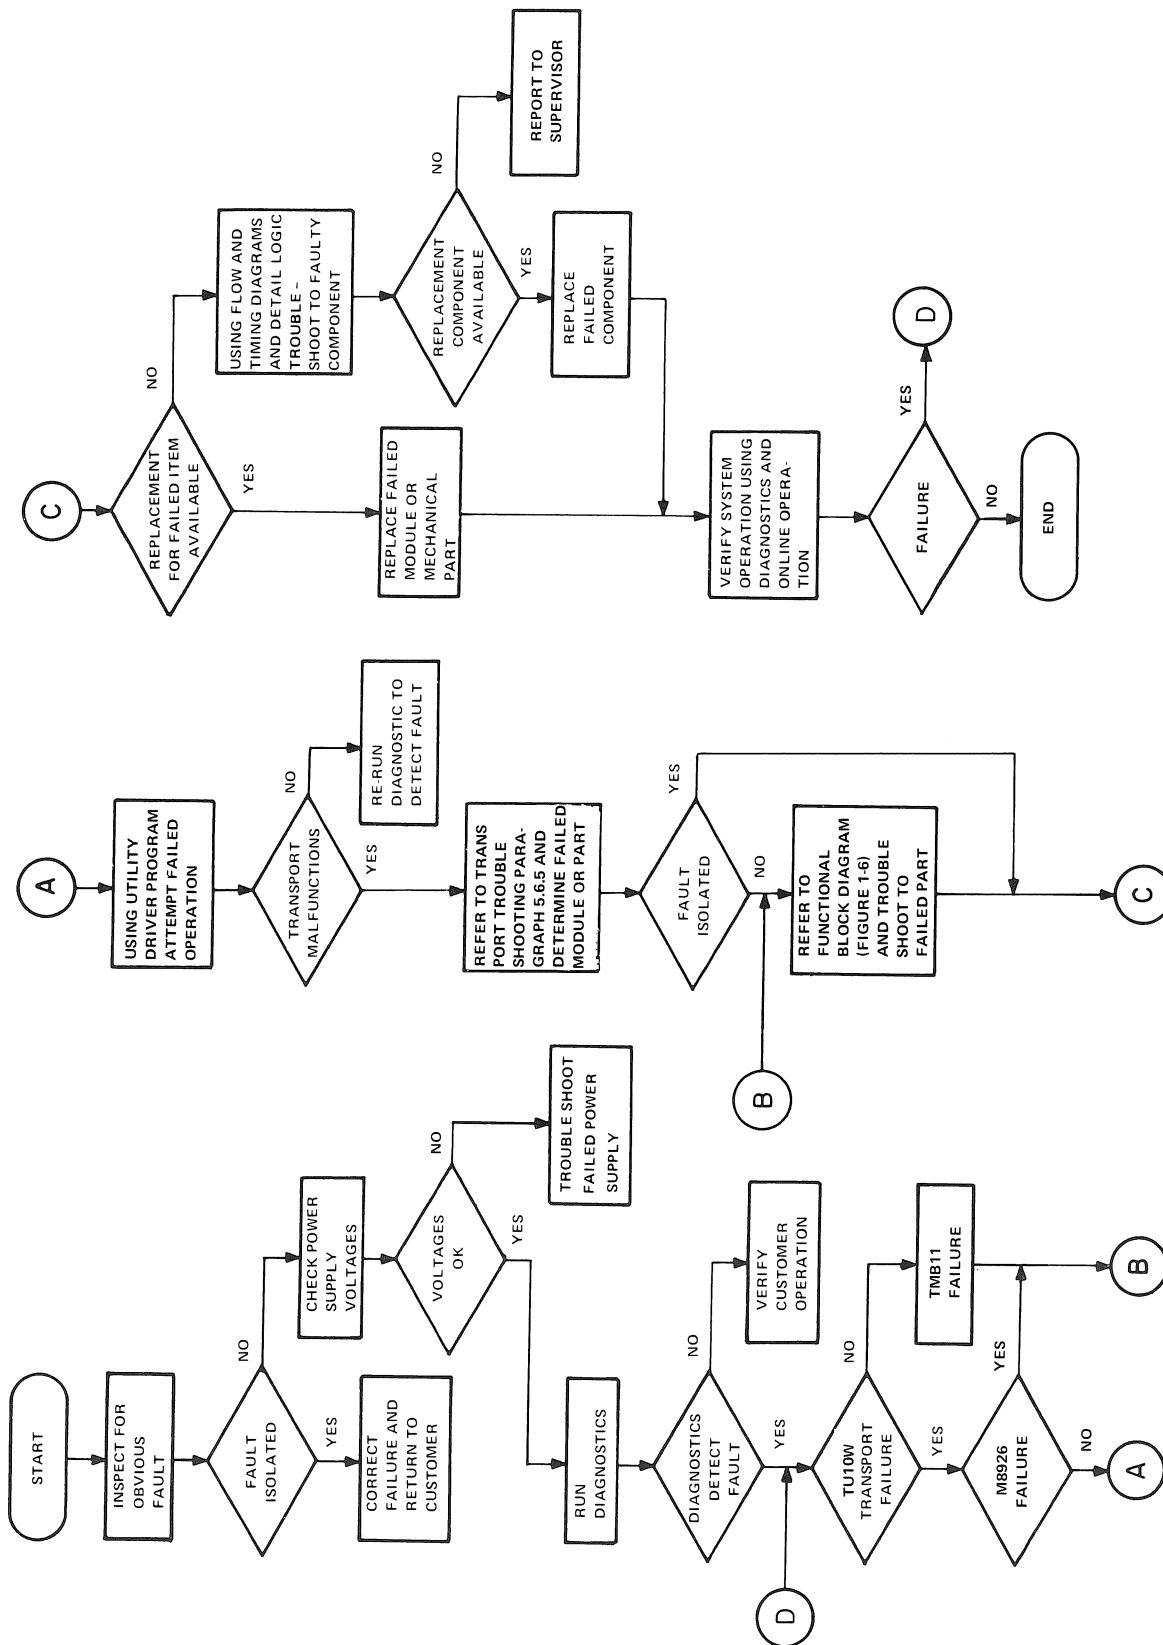 START
INSPECT FOR
OBVIOUS
FAULT
FAULT
ISOLATED
NO
YES
CORRECT
FAILURE AND
RETURN TO
CUSTOMER
CHECK POWER
SUPPLY
VOLTAGES
VOLTAGES
OK
NO
YES
TROUBLE SHOOT
FAILED POWER
SUPPLY
RUN
DIAGNOSTICS
DIAGNOSTICS
DETECT
FAULT
NO
YES
VERIFY
CUSTOMER
OPERATION
D
TU10W
TRANSPORT
FAILURE
NO
YES
TMB11
FAILURE
M8926
FAILURE
YES
NO
A
B
A
USING UTILITY
DRIVER PROGRAM
ATTEMPT FAILED
OPERATION
TRANSPORT
MALFUNCTIONS
NO
YES
RE-RUN
DIAGNOSTIC TO
DETECT FAULT
REFER TO TRANS
PORT TROUBLE
SHOOTING PARA-
GRAPH 5.6.5 AND
DETERMINE FAILED
MODULE OR PART
FAULT
ISOLATED
YES
NO
B
REFER TO
FUNCTIONAL
BLOCK DIAGRAM
(FIGURE 1-6)
AND TROUBLE
SHOOT TO
FAILED PART
C
C
REPLACEMENT
FOR FAILED ITEM
AVAILABLE
NO
YES
USING FLOW AND
TIMING DIAGRAMS
AND DETAIL LOGIC
TROUBLE -
SHOOT TO FAULTY
COMPONENT
REPLACE FAILED
MODULE OR
MECHANICAL
PART
REPLACEMENT
COMPONENT
AVAILABLE
NO
YES
REPORT TO
SUPERVISOR
REPLACE
FAILED
COMPONENT
VERIFY SYSTEM
OPERATION USING
DIAGNOSTICS AND
ONLINE OPERA-
TION
FAILURE
YES
NO
D
END